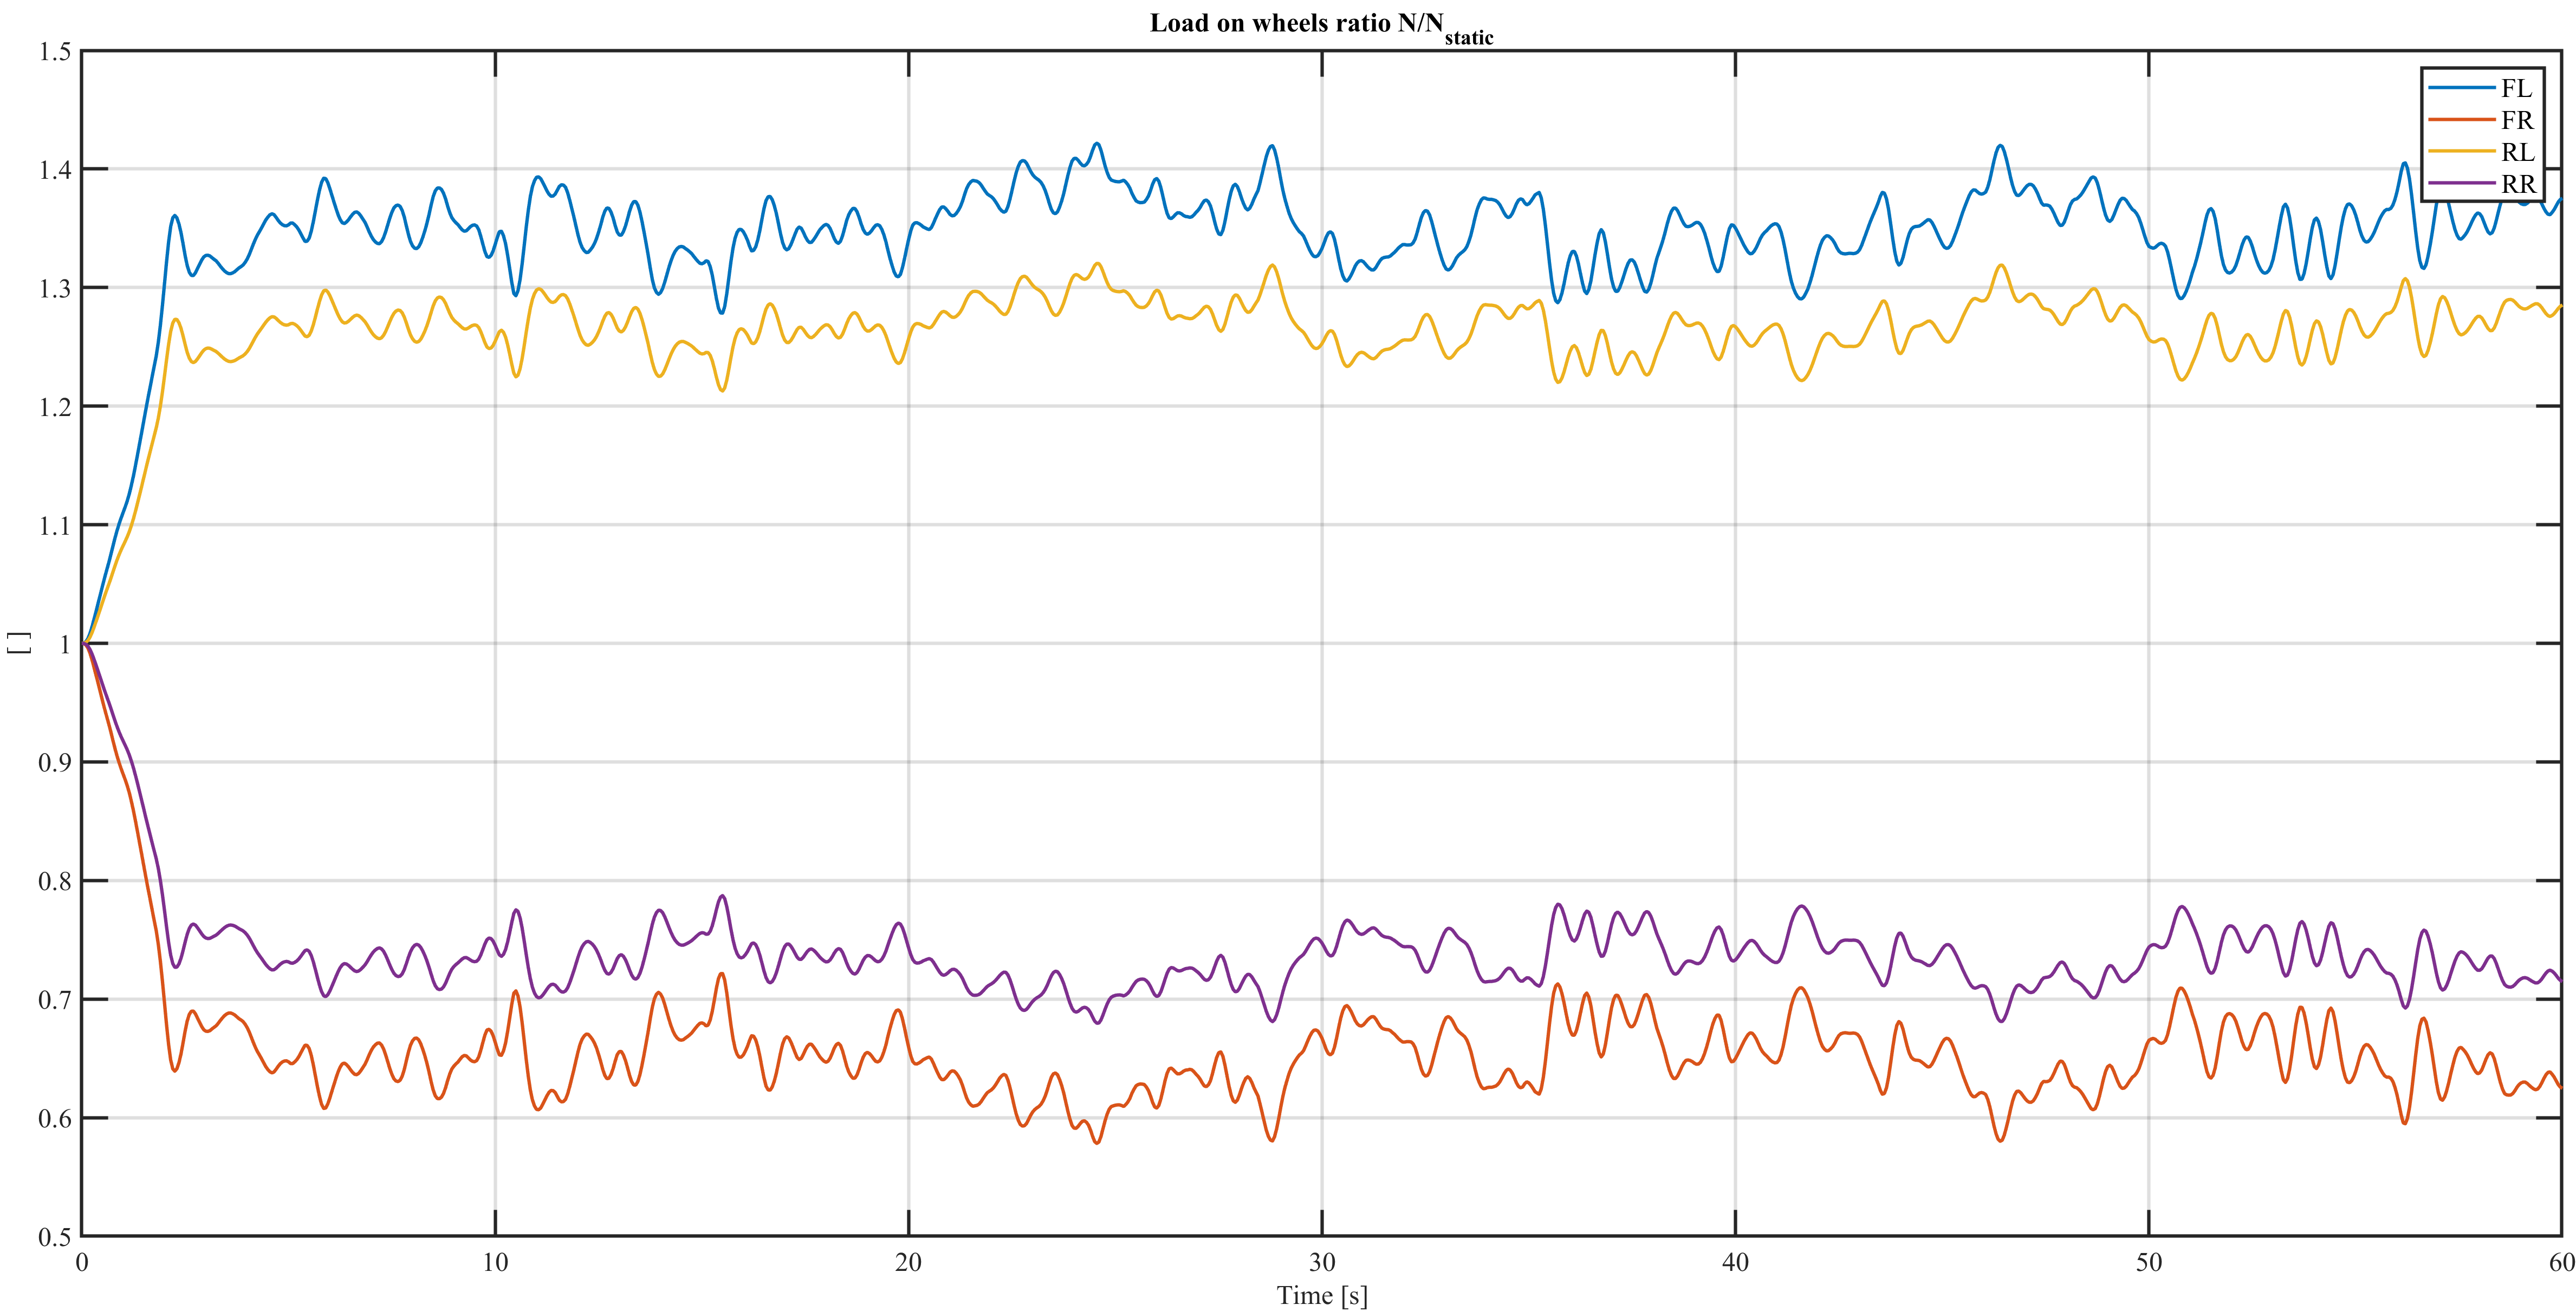 Load on wheels ratio N/Nstatic
1.5
1.4
1.3
1.2
1.1
1
0.9
0.8
0.7
0.6
0.5
[ ]
FL
FR
RL
RR
0 10 20 30 40 50 60
Time [s]